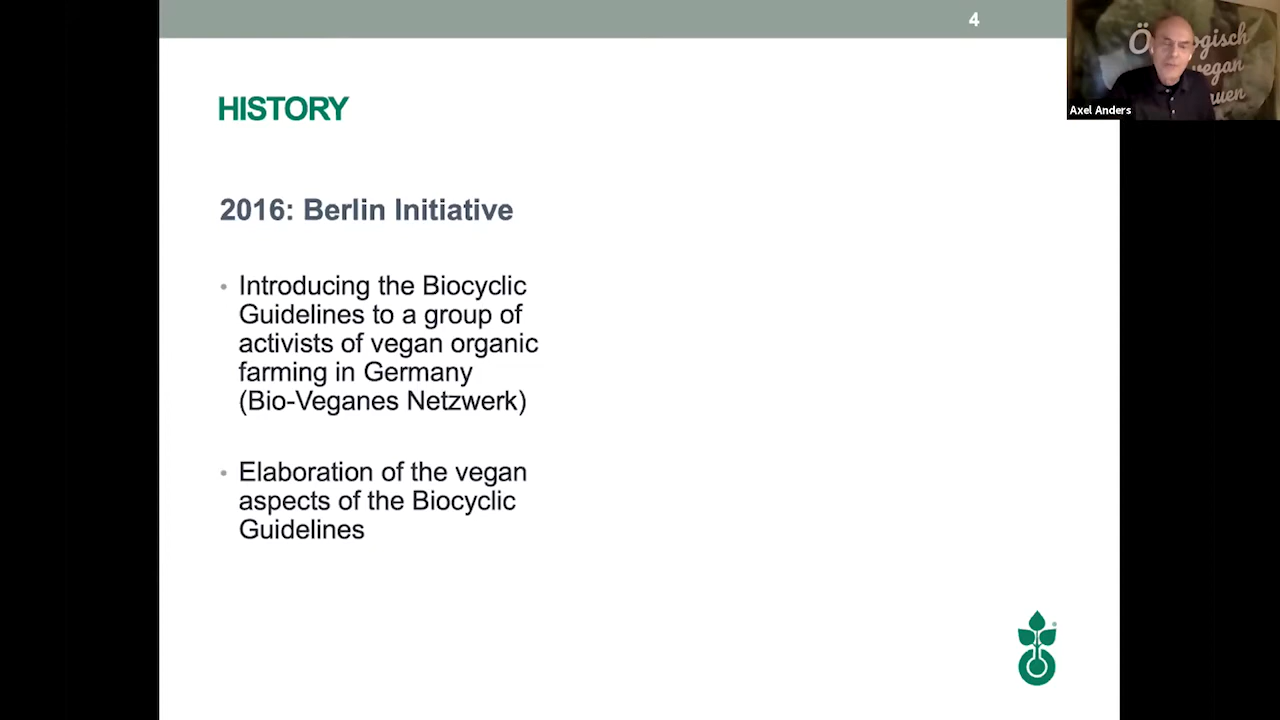 4
HISTORY
2016: Berlin Initiative
• Introducing the Biocyclic
Guidelines to a group of
activists of vegan organic
farming in Germany
(Bio-Veganes Netzwerk)
• Elaboration of the vegan
aspects of the Biocyclic
Guidelines
Axel Anders